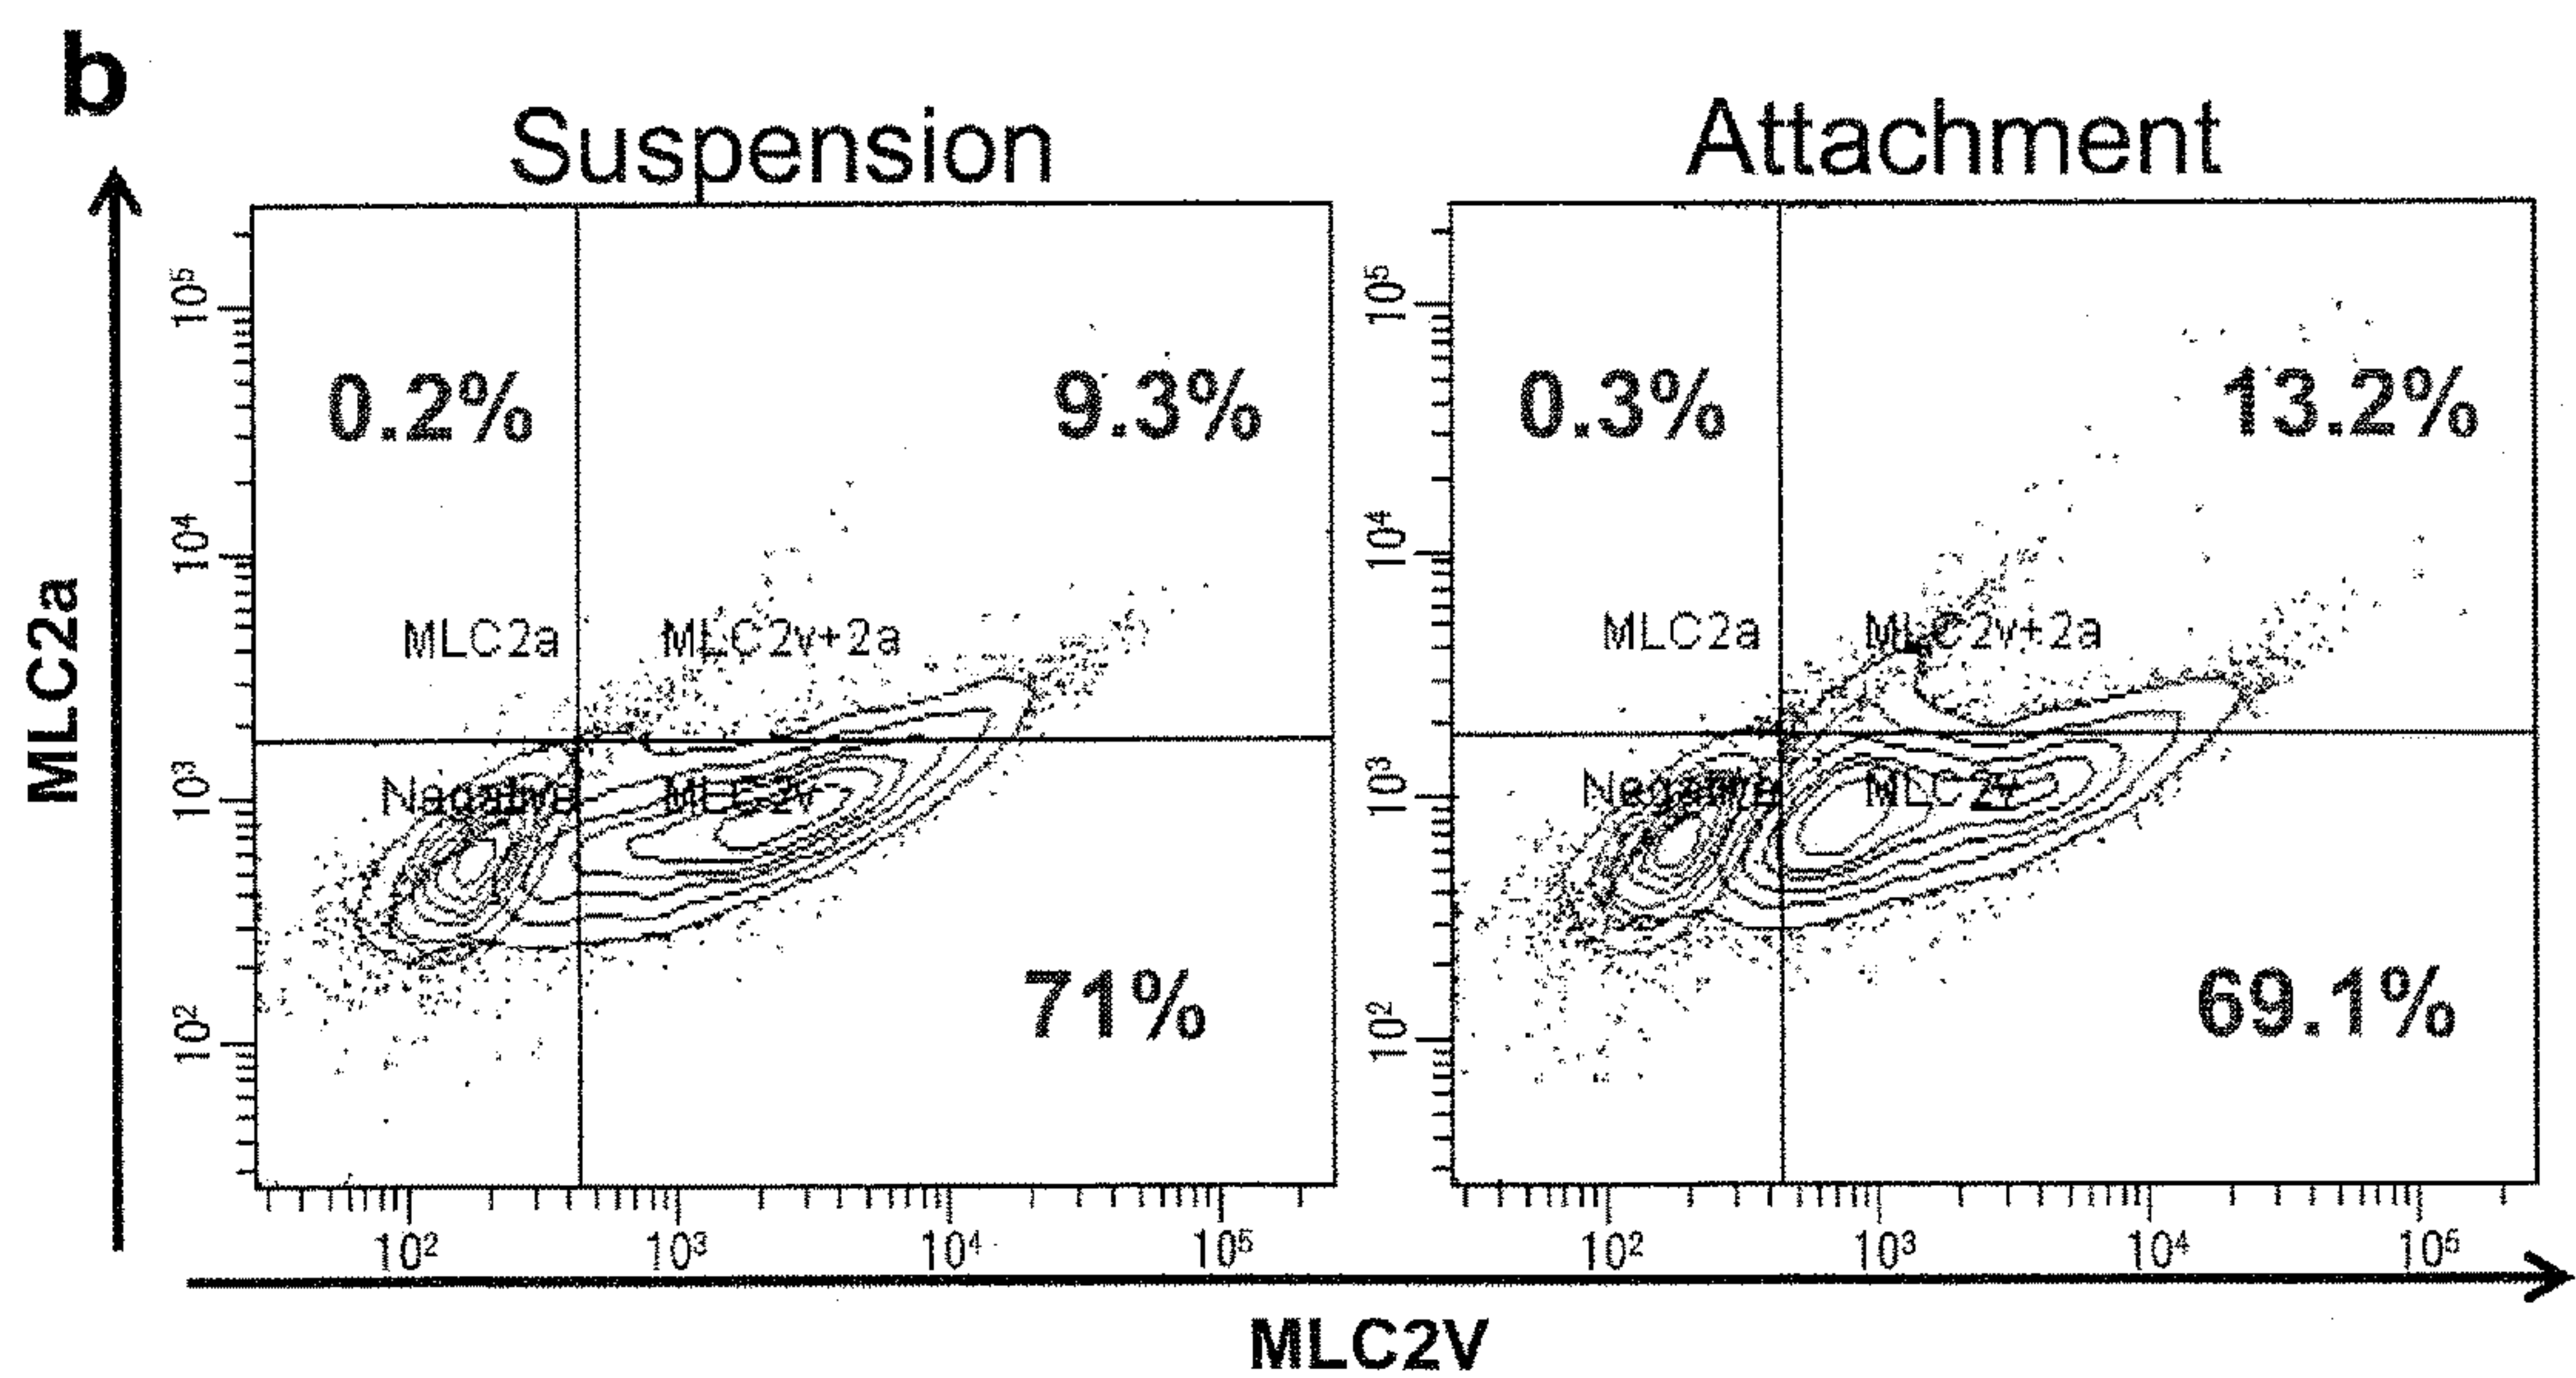 b
Suspension
Attachment
MLC2a
10⁵
10⁴
10³
10²
0.2%
9.3%
MLC2a
MLC2v+2a
Negative
MLC2v
71%
10² 10³ 10⁴ 10⁵
10⁵
10⁴
10³
10²
0.3%
13.2%
MLC2a
MLC2v+2a
Negative
MLC2v
69.1%
10² 10³ 10⁴ 10⁵
MLC2V